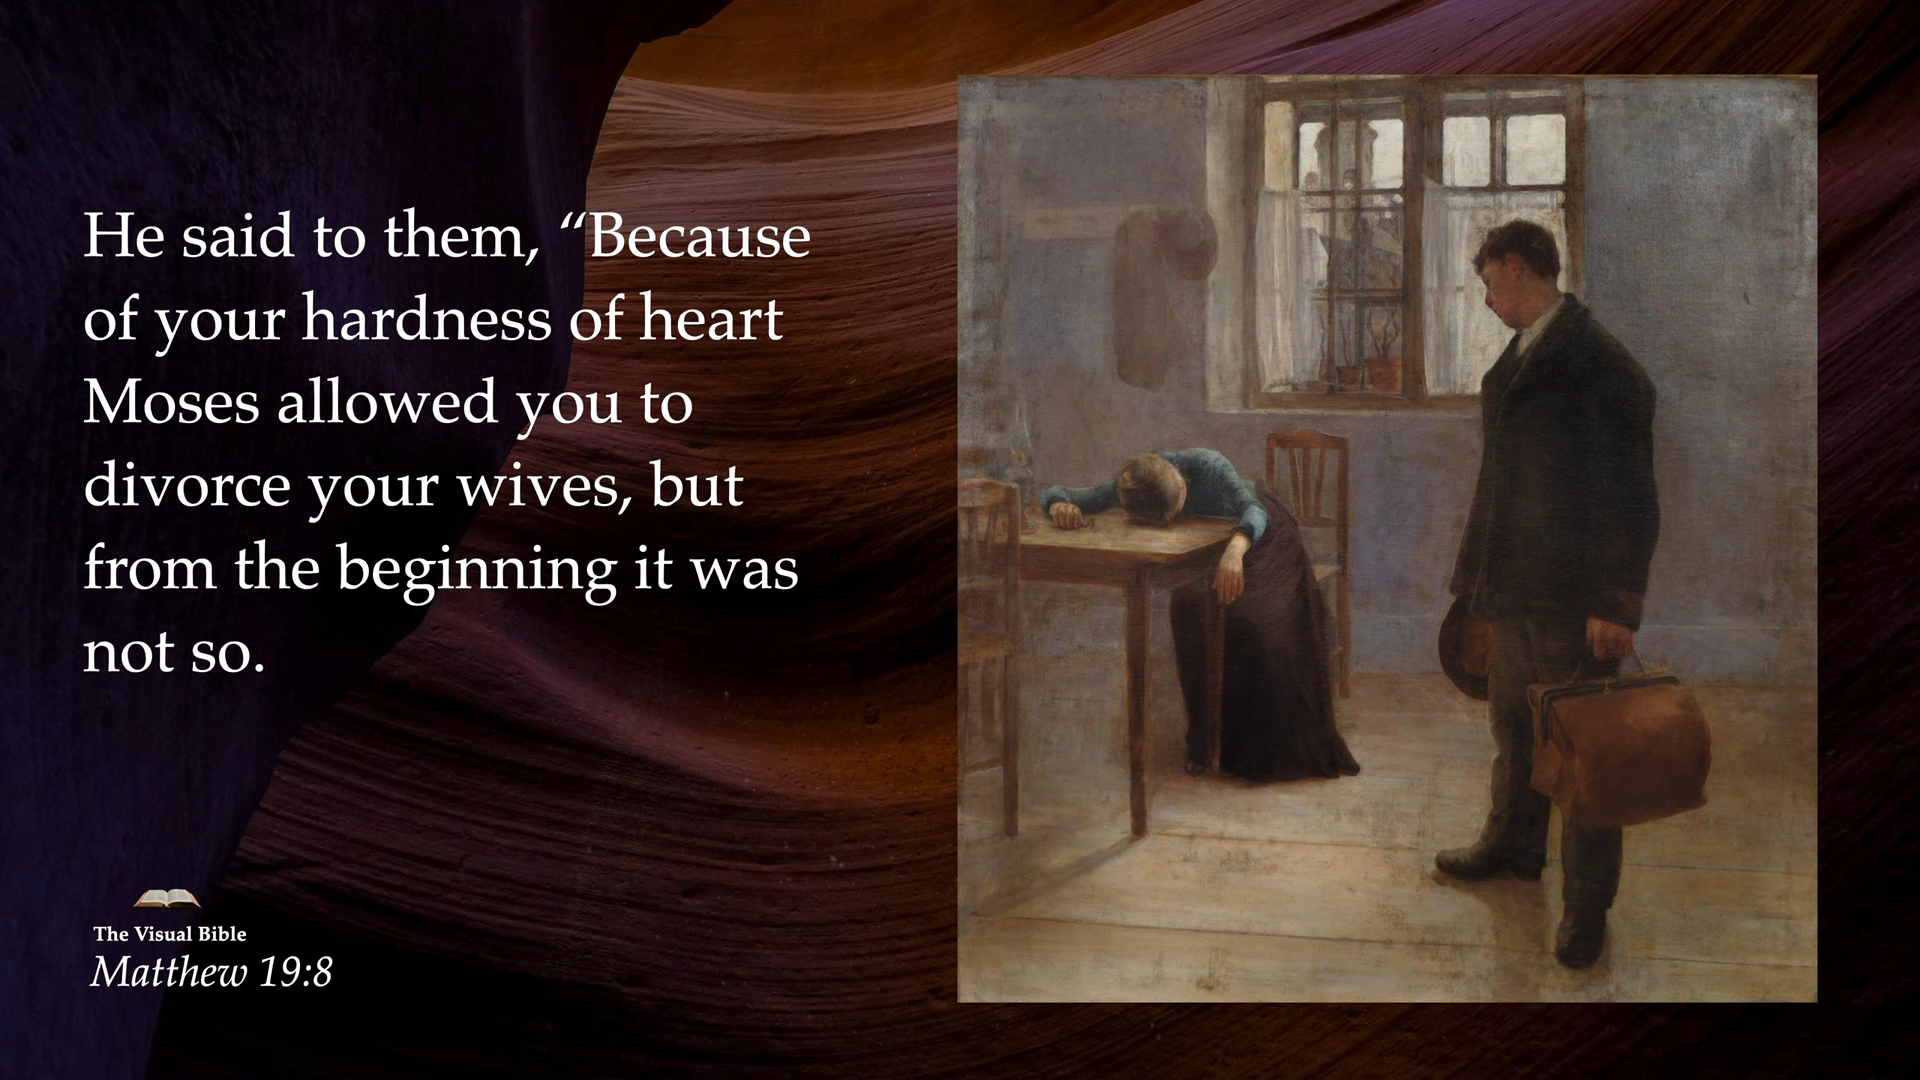 He said to them, “Because
of your hardness of heart
Moses allowed you to
divorce your wives, but
from the beginning it was
not so.
The Visual Bible
Matthew 19:8